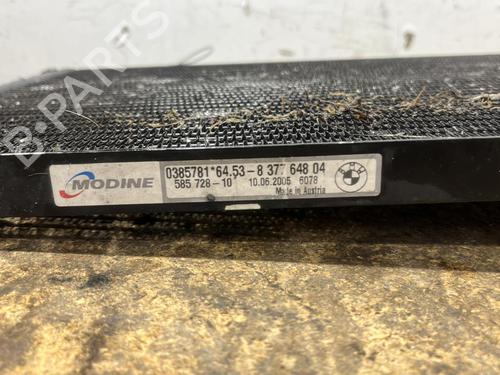 B-PARTS
MODINE
0385781*64.53-8 377 648 04
585 728-10 10.06.2005 6078
Made in Austria
BMW